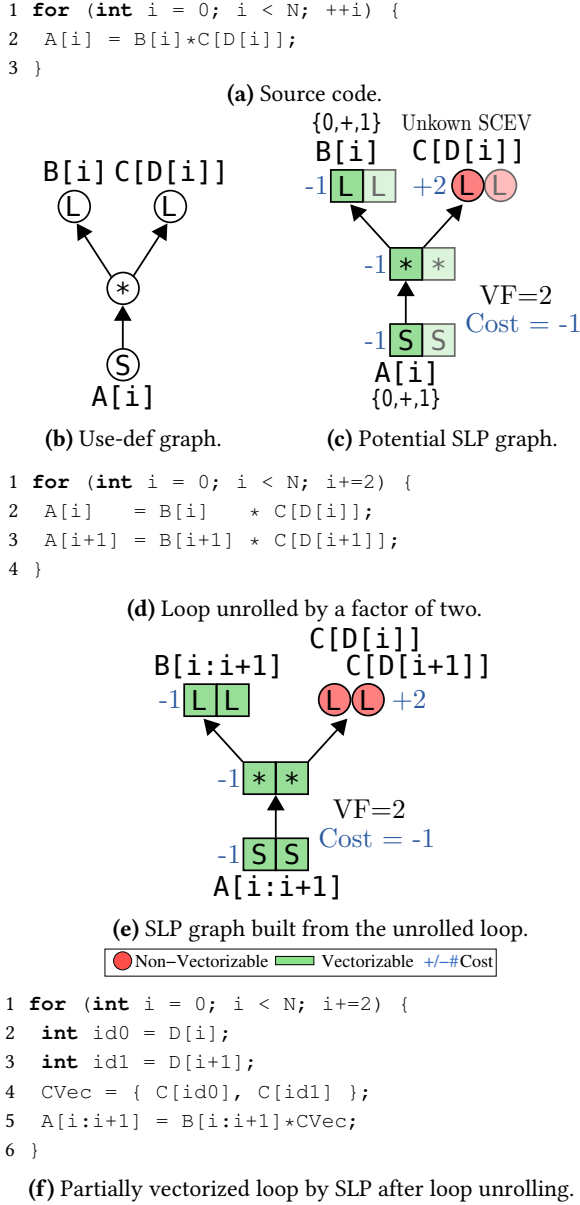 1 for (int i = 0; i < N; ++i) {
2 A[i] = B[i]*C[D[i]];
3 }
(a) Source code.
B[i] C[D[i]]
L L
*
S
A[i]
(b) Use-def graph.
{0,+,1} Unkown SCEV
B[i] C[D[i]]
-1 L L +2 L L
-1 * *
VF=2
Cost = -1
-1 S S
A[i]
{0,+,1}
(c) Potential SLP graph.
1 for (int i = 0; i < N; i+=2) {
2 A[i] = B[i] * C[D[i]];
3 A[i+1] = B[i+1] * C[D[i+1]];
4 }
(d) Loop unrolled by a factor of two.
C[D[i]]
B[i:i+1] C[D[i+1]]
-1 L L L L +2
-1 * *
VF=2
Cost = -1
-1 S S
A[i:i+1]
(e) SLP graph built from the unrolled loop.
Non-Vectorizable Vectorizable +/-#Cost
1 for (int i = 0; i < N; i+=2) {
2 int id0 = D[i];
3 int id1 = D[i+1];
4 CVec = { C[id0], C[id1] };
5 A[i:i+1] = B[i:i+1]*CVec;
6 }
(f) Partially vectorized loop by SLP after loop unrolling.